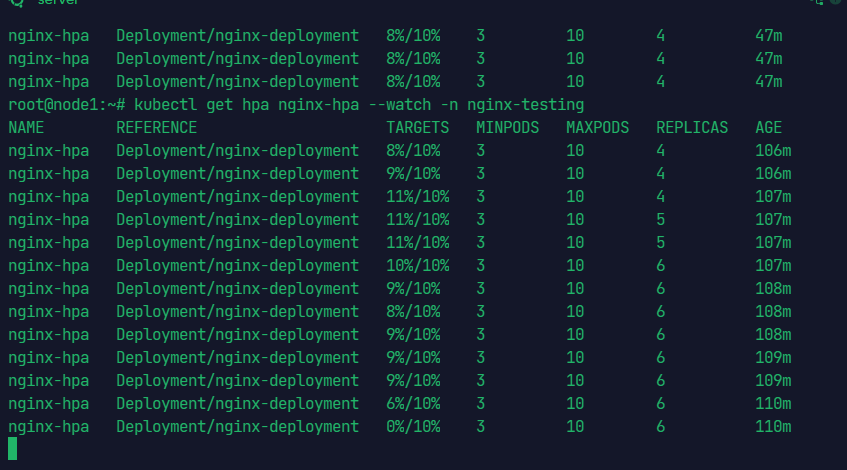 server
nginx-hpa Deployment/nginx-deployment 8%/10% 3 10 4 47m
nginx-hpa Deployment/nginx-deployment 8%/10% 3 10 4 47m
nginx-hpa Deployment/nginx-deployment 8%/10% 3 10 4 47m
root@node1:~# kubectl get hpa nginx-hpa --watch -n nginx-testing
NAME REFERENCE TARGETS MINPODS MAXPODS REPLICAS AGE
nginx-hpa Deployment/nginx-deployment 8%/10% 3 10 4 106m
nginx-hpa Deployment/nginx-deployment 9%/10% 3 10 4 106m
nginx-hpa Deployment/nginx-deployment 11%/10% 3 10 4 107m
nginx-hpa Deployment/nginx-deployment 11%/10% 3 10 5 107m
nginx-hpa Deployment/nginx-deployment 11%/10% 3 10 5 107m
nginx-hpa Deployment/nginx-deployment 10%/10% 3 10 6 107m
nginx-hpa Deployment/nginx-deployment 9%/10% 3 10 6 108m
nginx-hpa Deployment/nginx-deployment 8%/10% 3 10 6 108m
nginx-hpa Deployment/nginx-deployment 9%/10% 3 10 6 108m
nginx-hpa Deployment/nginx-deployment 9%/10% 3 10 6 109m
nginx-hpa Deployment/nginx-deployment 9%/10% 3 10 6 109m
nginx-hpa Deployment/nginx-deployment 6%/10% 3 10 6 110m
nginx-hpa Deployment/nginx-deployment 0%/10% 3 10 6 110m